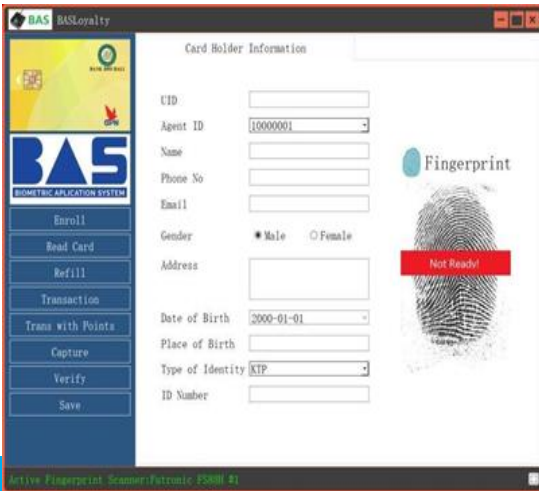 BAS BASLoyalty
Card Holder Information
GPN
BAS
BIOMETRIC APLICATION SYSTEM
Enroll
Read Card
Refill
Transaction
Trans with Points
Capture
Verify
Save
UID
Agent ID 10000001
Name
Phone No
Email
Gender Male Female
Address
Date of Birth 2000-01-01
Place of Birth
Type of Identity KTP
ID Number
Fingerprint
Not Ready!
Active Fingerprint Scanner:Futronic FS80H #1